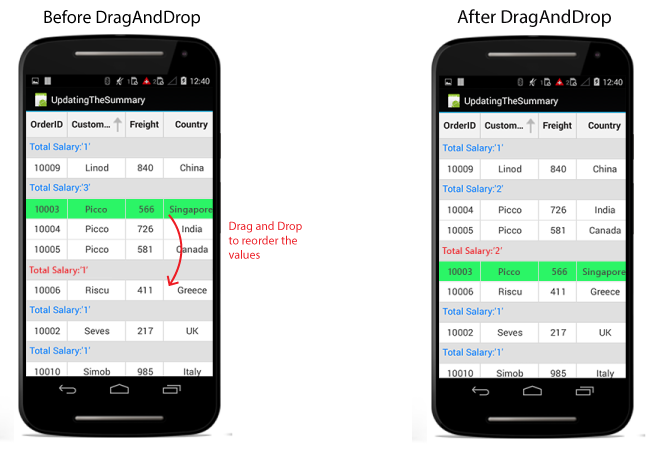 Before DragAndDrop
12:40
UpdatingTheSummary
OrderID Custom... Freight Country
Total Salary:'1'
10009 Linod 840 China
Total Salary:'3'
10003 Picco 566 Singapore
10004 Picco 726 India
10005 Picco 581 Canada
Total Salary:'1'
10006 Riscu 411 Greece
Total Salary:'1'
10002 Seves 217 UK
Total Salary:'1'
10010 Simob 985 Italy
Drag and Drop
to reorder the
values
After DragAndDrop
12:40
UpdatingTheSummary
OrderID Custom... Freight Country
Total Salary:'1'
10009 Linod 840 China
Total Salary:'2'
10004 Picco 726 India
10005 Picco 581 Canada
Total Salary:'2'
10003 Picco 566 Singapore
10006 Riscu 411 Greece
Total Salary:'1'
10002 Seves 217 UK
Total Salary:'1'
10010 Simob 985 Italy